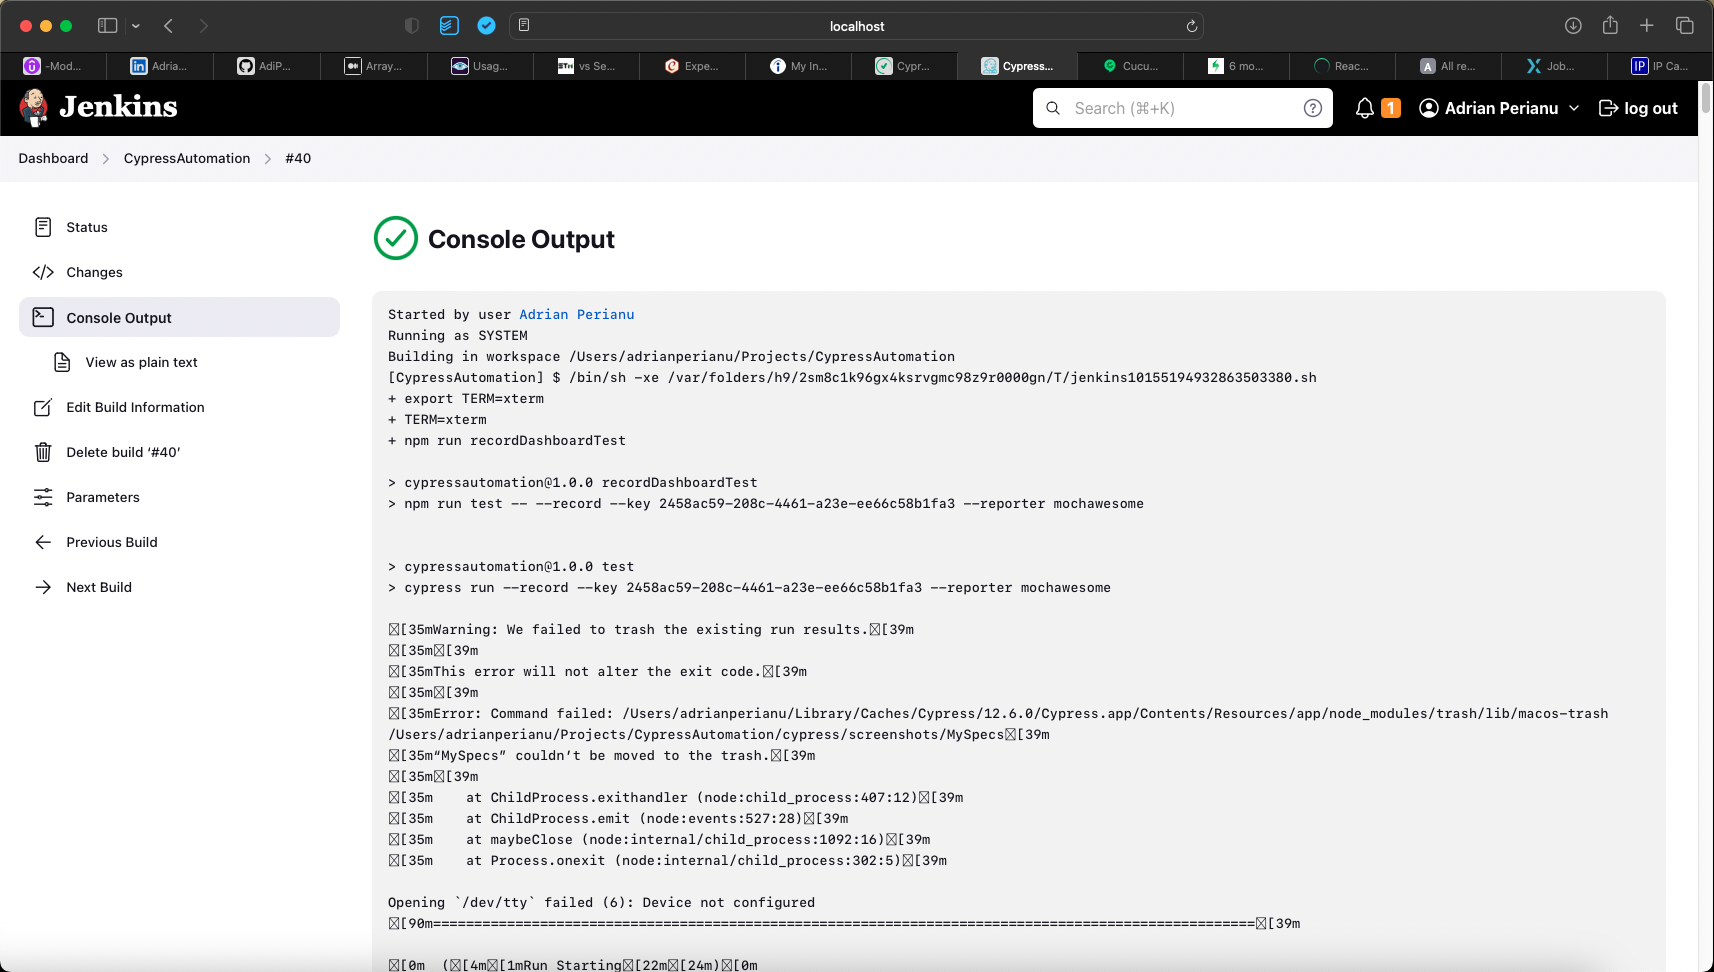 localhost
-Mod...
Adria...
AdiP...
Array...
Usag...
vs Se...
Expe...
My In...
Cypr...
Cypress...
Cucu...
6 mo...
Reac...
All re...
Job...
IP Ca...
Jenkins
Search (⌘+K)
1
Adrian Perianu
log out
Dashboard > CypressAutomation > #40
Status
Changes
Console Output
View as plain text
Edit Build Information
Delete build ‘#40’
Parameters
Previous Build
Next Build
Console Output
Started by user Adrian Perianu
Running as SYSTEM
Building in workspace /Users/adrianperianu/Projects/CypressAutomation
[CypressAutomation] $ /bin/sh -xe /var/folders/h9/2sm8c1k96gx4ksrvgmc98z9r0000gn/T/jenkins10155194932863503380.sh
+ export TERM=xterm
+ TERM=xterm
+ npm run recordDashboardTest
> cypressautomation@1.0.0 recordDashboardTest
> npm run test -- --record --key 2458ac59-208c-4461-a23e-ee66c58b1fa3 --reporter mochawesome
> cypressautomation@1.0.0 test
> cypress run --record --key 2458ac59-208c-4461-a23e-ee66c58b1fa3 --reporter mochawesome
[35mWarning: We failed to trash the existing run results.[39m
[35m[39m
[35mThis error will not alter the exit code.[39m
[35m[39m
[35mError: Command failed: /Users/adrianperianu/Library/Caches/Cypress/12.6.0/Cypress.app/Contents/Resources/app/node_modules/trash/lib/macos-trash
/Users/adrianperianu/Projects/CypressAutomation/cypress/screenshots/MySpecs[39m
[35m“MySpecs” couldn’t be moved to the trash.[39m
[35m[39m
[35m    at ChildProcess.exithandler (node:child_process:407:12)[39m
[35m    at ChildProcess.emit (node:events:527:28)[39m
[35m    at maybeClose (node:internal/child_process:1092:16)[39m
[35m    at Process.onexit (node:internal/child_process:302:5)[39m
Opening `/dev/tty` failed (6): Device not configured
[90m====================================================================================================[39m
[0m  ([4m[1mRun Starting[22m[24m)[0m